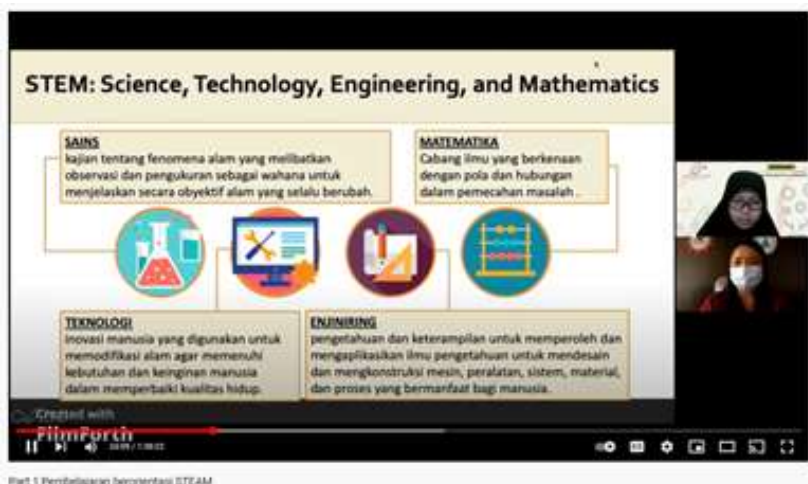 STEM: Science, Technology, Engineering, and Mathematics
SAINS
kajian tentang fenomena alam yang melibatkan
observasi dan pengukuran sebagai wahana untuk
menjelaskan secara obyektif alam yang selalu berubah.
MATEMATIKA
Cabang ilmu yang berkenaan
dengan pola dan hubungan
dalam pemecahan masalah .
TEKNOLOGI
inovasi manusia yang digunakan untuk
memodifikasi alam agar memenuhi
kebutuhan dan keinginan manusia
dalam memperbaiki kualitas hidup.
ENJINIRING
pengetahuan dan keterampilan untuk memperoleh dan
mengaplikasikan ilmu pengetahuan untuk mendesain
dan mengkonstruksi mesin, peralatan, sistem, material,
dan proses yang bermanfaat bagi manusia.
Created with
FilmForth
Part 1 Pembelajaran berorientasi STEAM